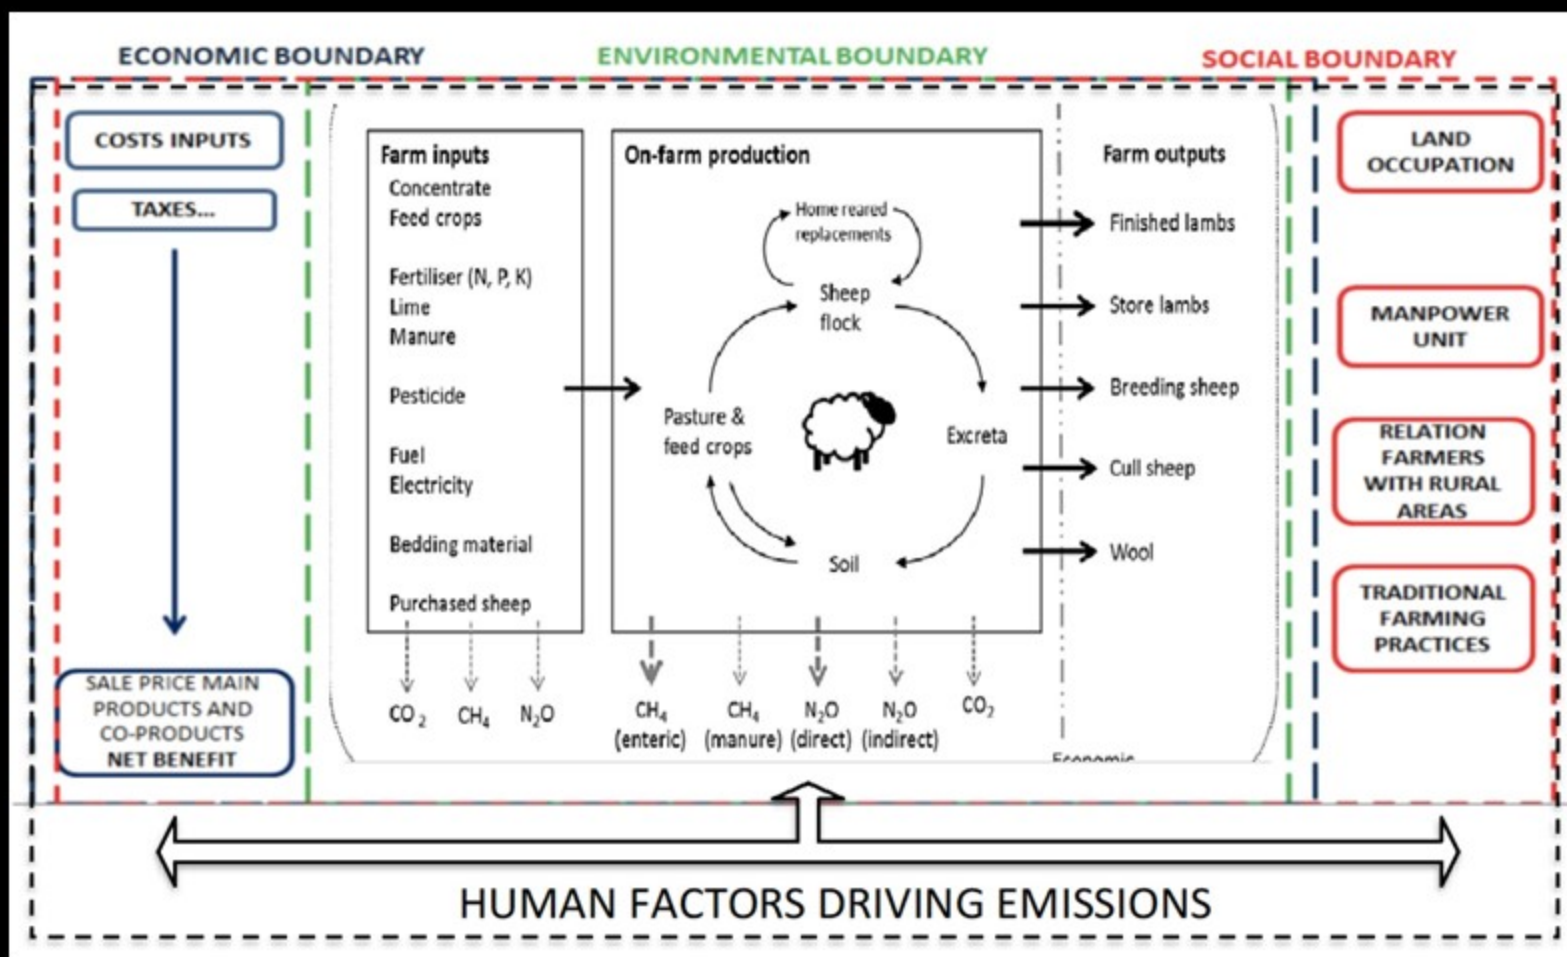 ECONOMIC BOUNDARY
ENVIRONMENTAL BOUNDARY
SOCIAL BOUNDARY
COSTS INPUTS
TAXES...
SALE PRICE MAIN
PRODUCTS AND
CO-PRODUCTS
NET BENEFIT
Farm inputs
Concentrate
Feed crops
Fertiliser (N, P, K)
Lime
Manure
Pesticide
Fuel
Electricity
Bedding material
Purchased sheep
CO₂
CH₄
N₂O
On-farm production
Home reared
replacements
Sheep
flock
Pasture &
feed crops
Excreta
Soil
CH₄
(enteric)
CH₄
(manure)
N₂O
(direct)
N₂O
(indirect)
CO₂
Farm outputs
Finished lambs
Store lambs
Breeding sheep
Cull sheep
Wool
Economic
LAND
OCCUPATION
MANPOWER
UNIT
RELATION
FARMERS
WITH RURAL
AREAS
TRADITIONAL
FARMING
PRACTICES
HUMAN FACTORS DRIVING EMISSIONS